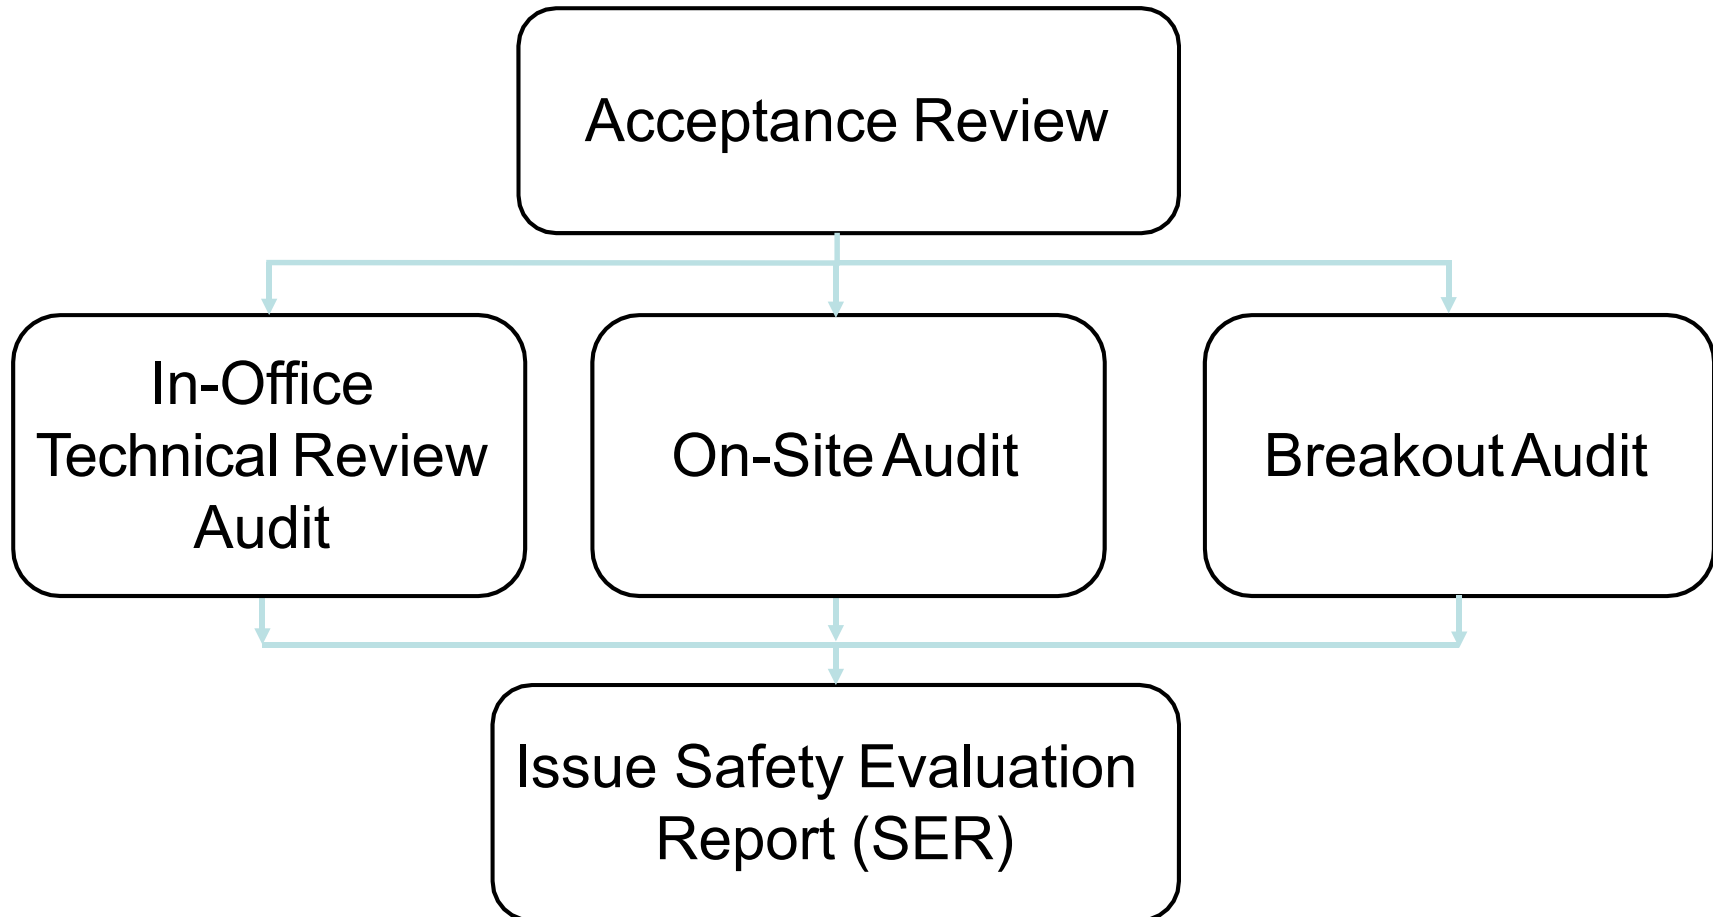 Acceptance Review
In-Office
Technical Review
Audit
On-Site Audit
Breakout Audit
Issue Safety Evaluation
Report (SER)